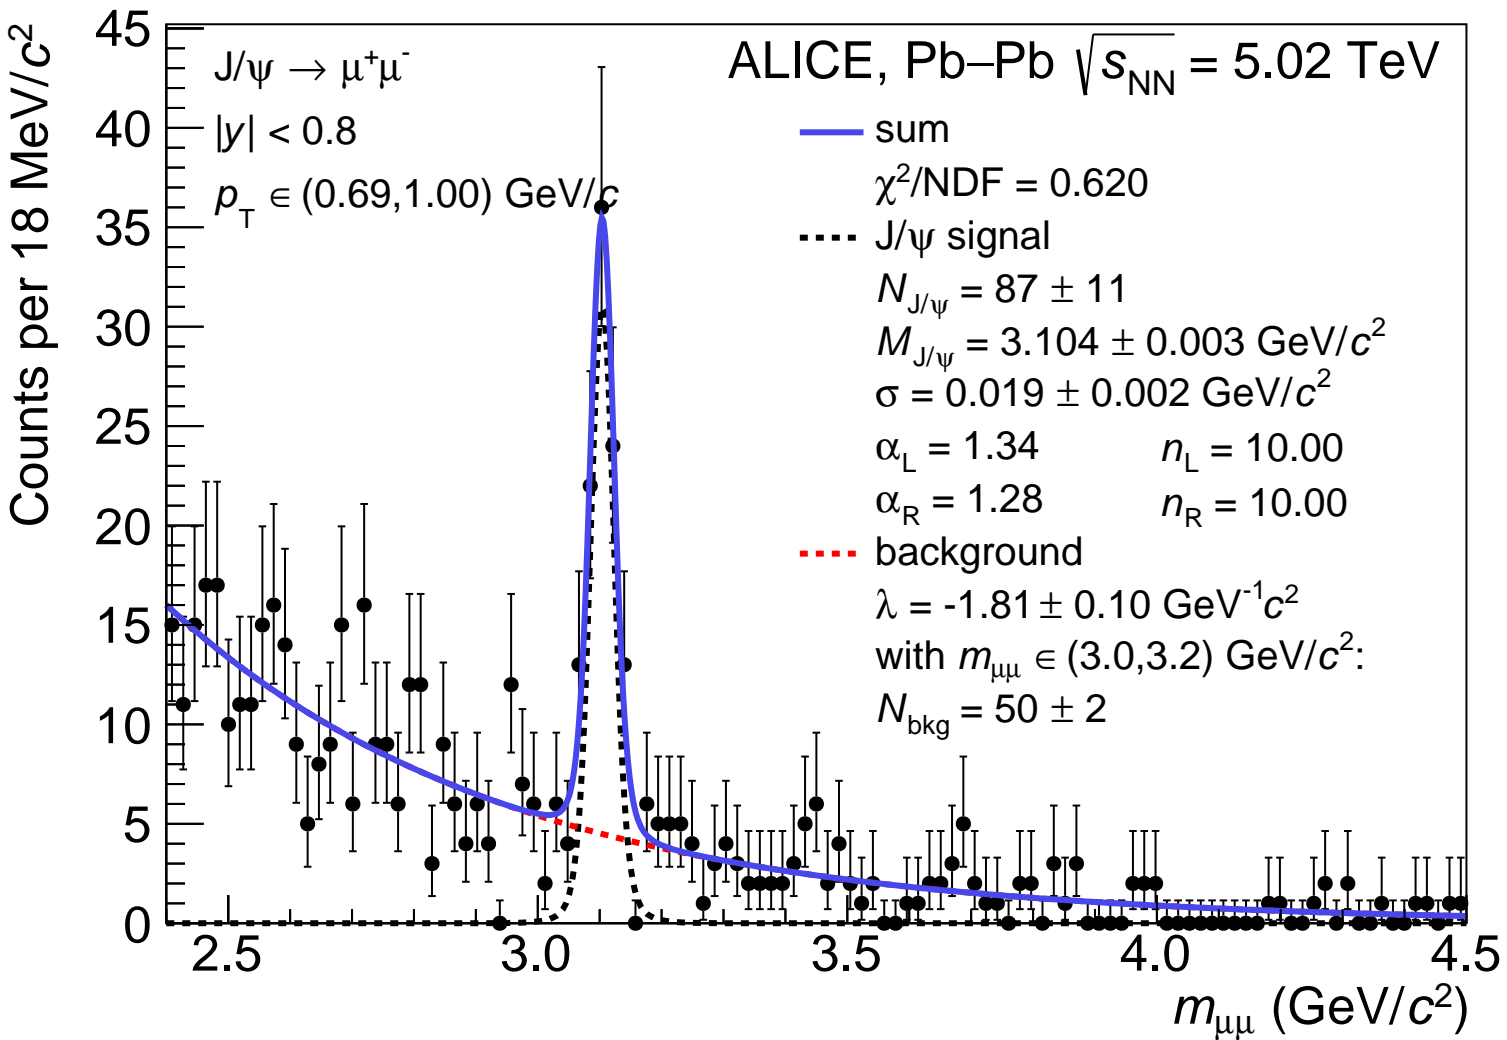 Counts per 18 MeV/c²
45
40
35
30
25
20
15
10
5
0
J/ψ → μ⁺μ⁻
|y| < 0.8
p_T ∈ (0.69,1.00) GeV/c
ALICE, Pb–Pb √s_NN = 5.02 TeV
sum
χ²/NDF = 0.620
J/ψ signal
N_J/ψ = 87 ± 11
M_J/ψ = 3.104 ± 0.003 GeV/c²
σ = 0.019 ± 0.002 GeV/c²
α_L = 1.34 n_L = 10.00
α_R = 1.28 n_R = 10.00
background
λ = -1.81 ± 0.10 GeV⁻¹c²
with m_μμ ∈ (3.0,3.2) GeV/c²:
N_bkg = 50 ± 2
2.5 3.0 3.5 4.0 4.5
m_μμ (GeV/c²)